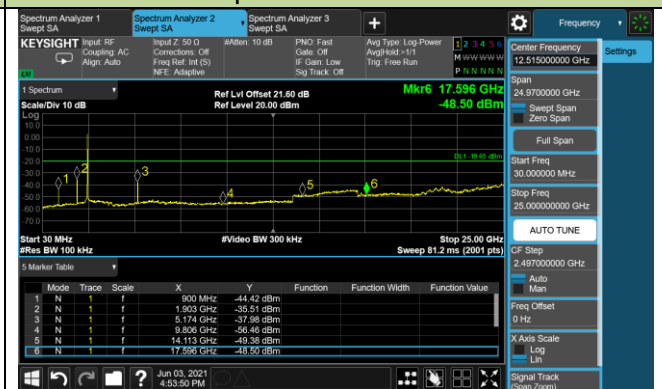 Spectrum Analyzer 1
Swept SA
Spectrum Analyzer 2
Swept SA
Spectrum Analyzer 3
Swept SA
+
Frequency
KEYSIGHT
Input: RF
Coupling: AC
Align: Auto
Input Z: 50 Ω
Corrections: Off
Freq Ref: Int (S)
NFE: Adaptive
#Atten: 10 dB
PNO: Fast
Gate: Off
IF Gain: Low
Sig Track: Off
Avg Type: Log-Power
Avg|Hold:>1/1
Trig: Free Run
1 2 3 4 5 6
M W W W W W
P N N N N N
LXI
1 Spectrum
Scale/Div 10 dB
Log
Ref Lvl Offset 21.60 dB
Ref Level 20.00 dBm
Mkr6 17.596 GHz
-48.50 dBm
10.0
0.00
-10.0
-20.0
-30.0
-40.0
-50.0
-60.0
-70.0
DL1 -19.65 dBm
1
2
3
4
5
6
Start 30 MHz
#Res BW 100 kHz
#Video BW 300 kHz
Stop 25.00 GHz
Sweep 81.2 ms (2001 pts)
5 Marker Table
Mode Trace Scale X Y Function Function Width Function Value
1 N 1 f 900 MHz -44.42 dBm
2 N 1 f 1.903 GHz -35.51 dBm
3 N 1 f 5.174 GHz -37.98 dBm
4 N 1 f 9.806 GHz -56.46 dBm
5 N 1 f 14.113 GHz -49.38 dBm
6 N 1 f 17.596 GHz -48.50 dBm
Jun 03, 2021
4:53:50 PM
Center Frequency
12.515000000 GHz
Settings
Span
24.9700000 GHz
Swept Span
Zero Span
Full Span
Start Freq
30.000000 MHz
Stop Freq
25.000000000 GHz
AUTO TUNE
CF Step
2.497000000 GHz
Auto
Man
Freq Offset
0 Hz
X Axis Scale
Log
Lin
Signal Track
(Span Zoom)